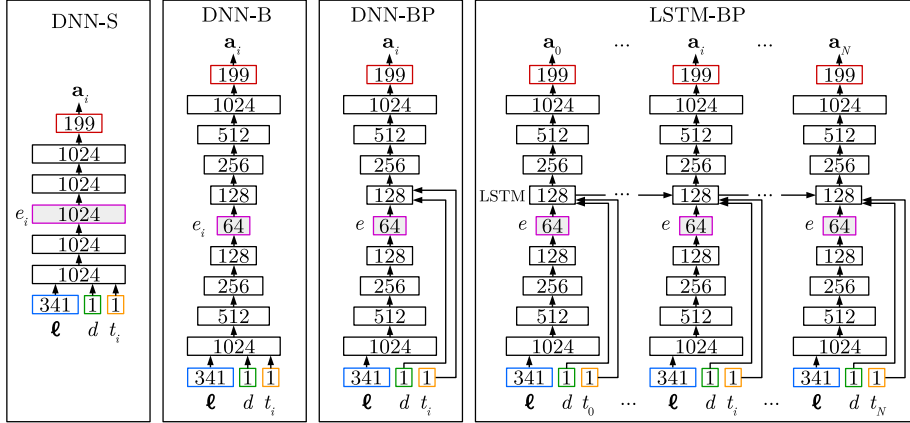 DNN-S
a_i
199
1024
1024
e_i 1024
1024
1024
341 1 1
ℓ d t_i
DNN-B
a_i
199
1024
512
256
128
e_i 64
128
256
512
1024
341 1 1
ℓ d t_i
DNN-BP
a_i
199
1024
512
256
128
e 64
128
256
512
1024
341 1 1
ℓ d t_i
LSTM-BP
a_0 ... a_i ... a_N
199 199 199
1024 1024 1024
512 512 512
256 256 256
LSTM 128 ... 128 ... 128
e 64 e 64 e 64
128 128 128
256 256 256
512 512 512
1024 1024 1024
341 1 1 341 1 1 341 1 1
ℓ d t_0 ... ℓ d t_i ... ℓ d t_N